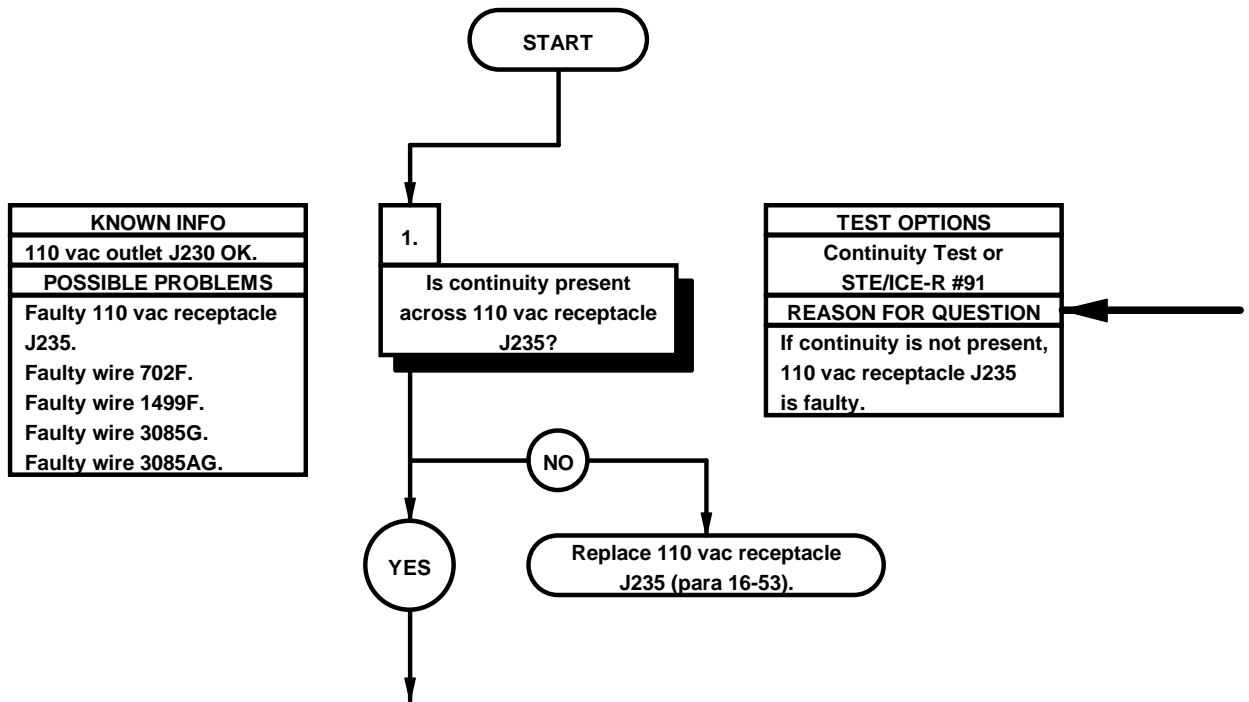 START
KNOWN INFO
110 vac outlet J230 OK.
POSSIBLE PROBLEMS
Faulty 110 vac receptacle
J235.
Faulty wire 702F.
Faulty wire 1499F.
Faulty wire 3085G.
Faulty wire 3085AG.
1.
Is continuity present
across 110 vac receptacle
J235?
TEST OPTIONS
Continuity Test or
STE/ICE-R #91
REASON FOR QUESTION
If continuity is not present,
110 vac receptacle J235
is faulty.
NO
YES
Replace 110 vac receptacle
J235 (para 16-53).